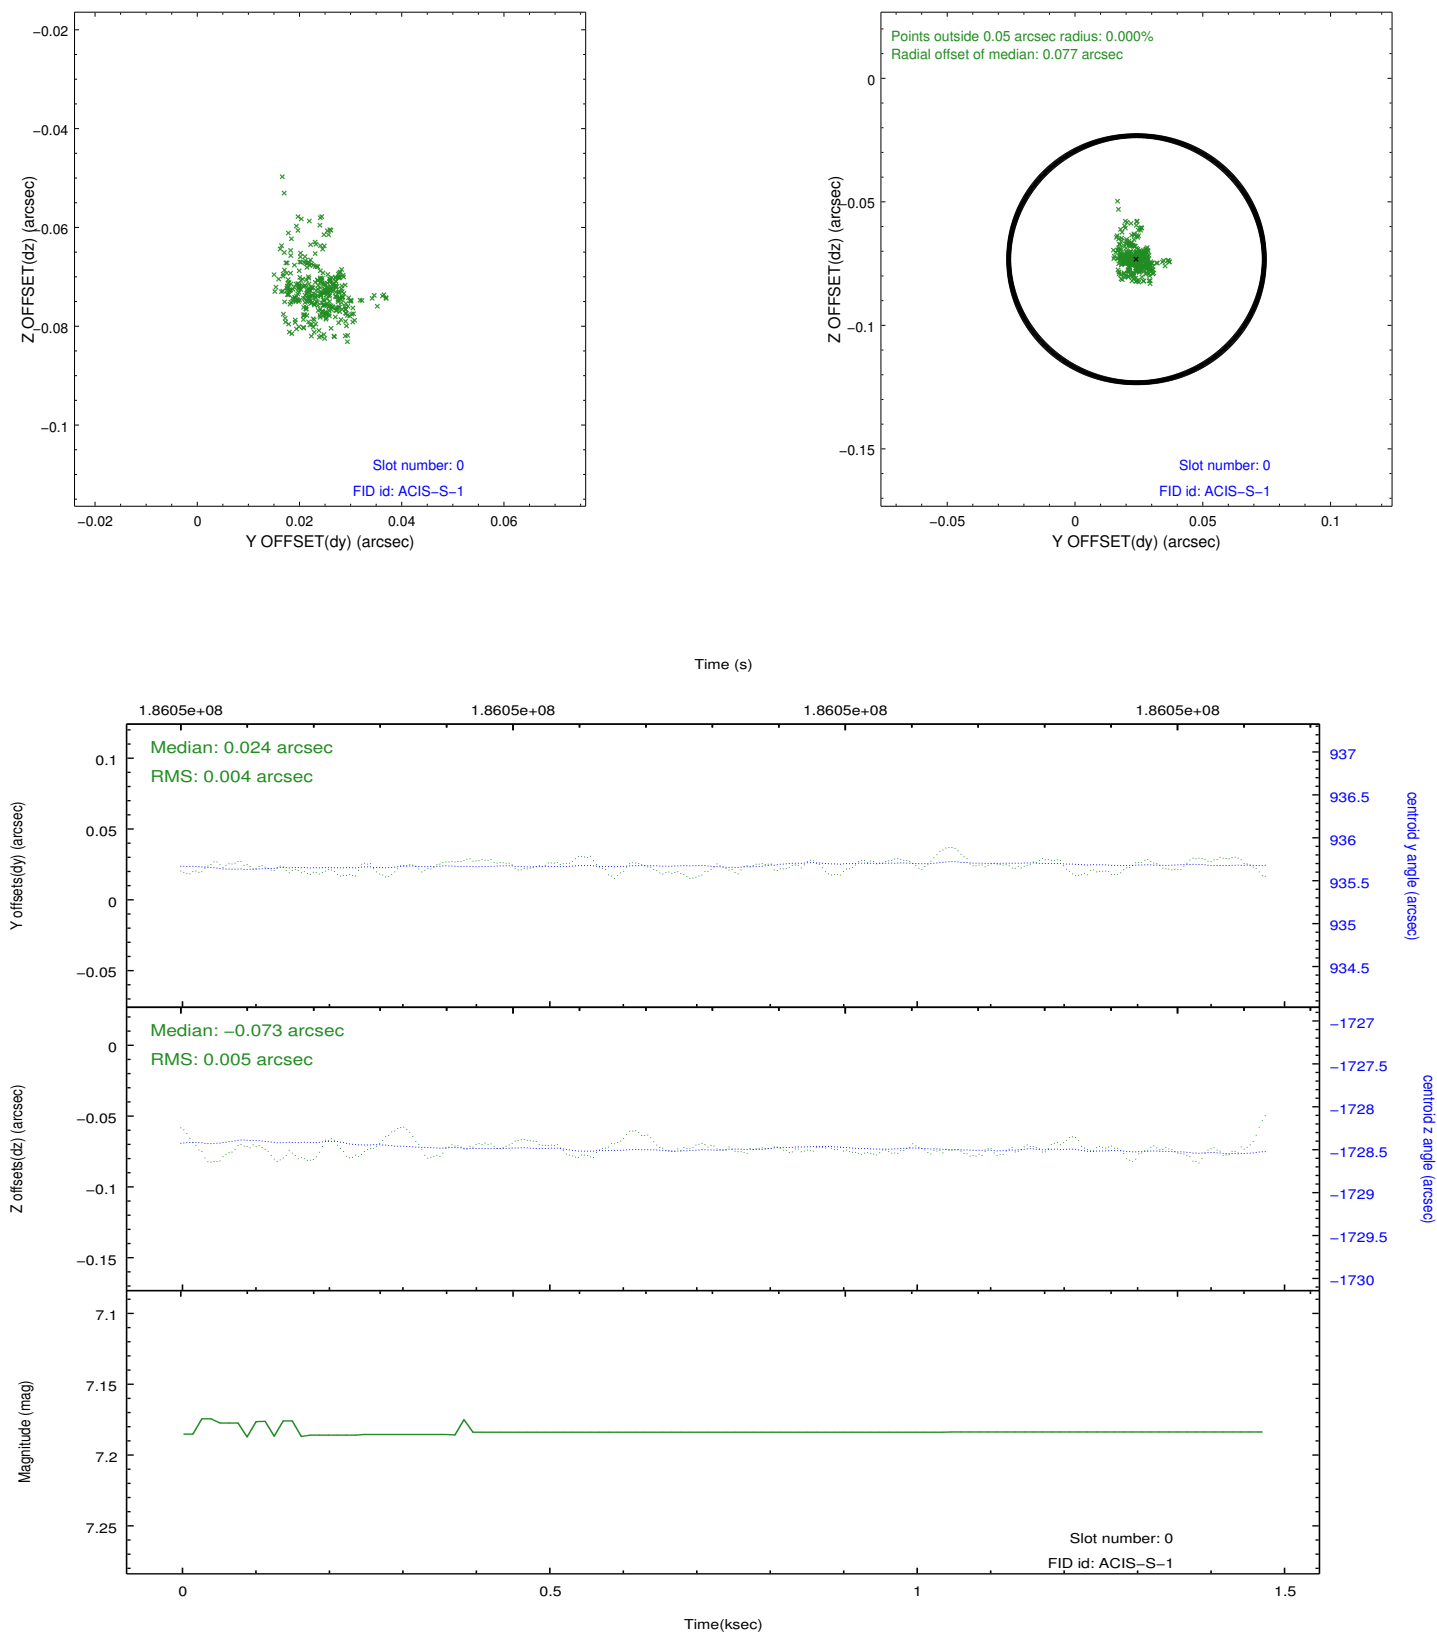 −0.02
−0.04
−0.06
−0.08
−0.1
Z OFFSET(dz) (arcsec)
Slot number: 0
FID id: ACIS−S−1
−0.02
0
0.02
0.04
0.06
Y OFFSET(dy) (arcsec)
Points outside 0.05 arcsec radius: 0.000%
Radial offset of median: 0.077 arcsec
0
−0.05
−0.1
−0.15
Z OFFSET(dz) (arcsec)
Slot number: 0
FID id: ACIS−S−1
−0.05
0
0.05
0.1
Y OFFSET(dy) (arcsec)
Time (s)
1.8605e+08
1.8605e+08
1.8605e+08
1.8605e+08
Median: 0.024 arcsec
RMS: 0.004 arcsec
0.1
0.05
0
−0.05
Y offsets(dy) (arcsec)
937
936.5
936
935.5
935
934.5
centroid y angle (arcsec)
Median: −0.073 arcsec
RMS: 0.005 arcsec
0
−0.05
−0.1
−0.15
Z offsets(dz) (arcsec)
−1727
−1727.5
−1728
−1728.5
−1729
−1729.5
−1730
centroid z angle (arcsec)
7.1
7.15
7.2
7.25
Magnitude (mag)
Slot number: 0
FID id: ACIS−S−1
0
0.5
1
1.5
Time(ksec)